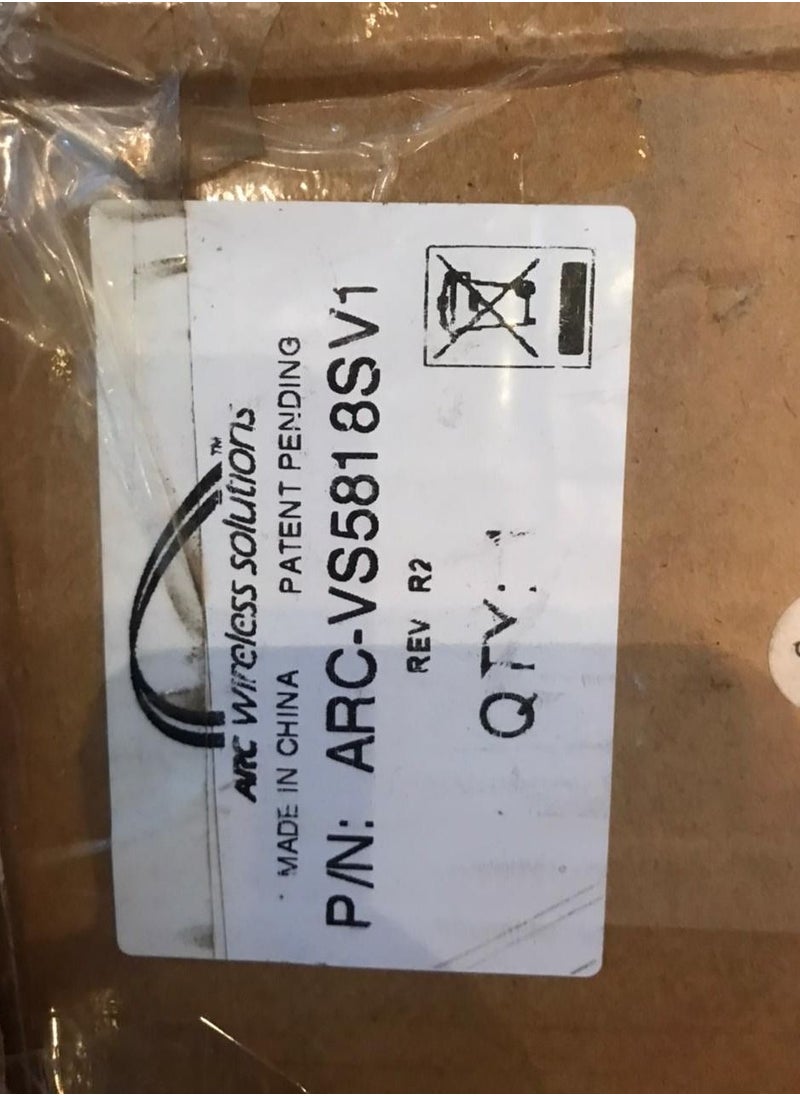 ARC wireless solutions™
MADE IN CHINA PATENT PENDING
P/N: ARC-VS5818SV1
REV R2
QTY: 1